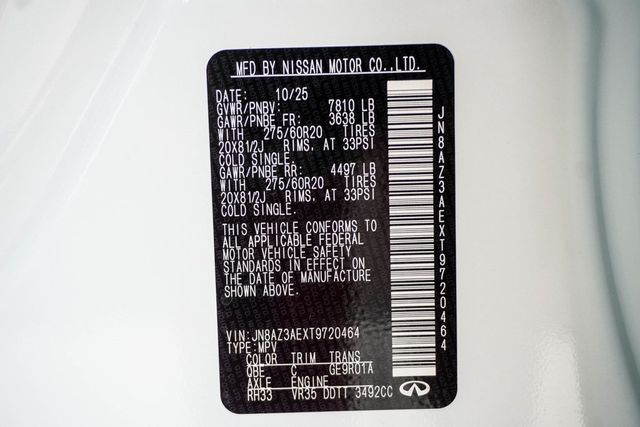 MFD BY NISSAN MOTOR CO.,LTD.
DATE: 10/25
GVWR/PNBV: 7810 LB
GAWR/PNBE FR: 3638 LB
WITH 275/60R20 TIRES
20X81/2J RIMS, AT 33PSI
COLD SINGLE.
GAWR/PNBE RR: 4497 LB
WITH 275/60R20 TIRES
20X81/2J RIMS, AT 33PSI
COLD SINGLE.
THIS VEHICLE CONFORMS TO
ALL APPLICABLE FEDERAL
MOTOR VEHICLE SAFETY
STANDARDS IN EFFECT ON
THE DATE OF MANUFACTURE
SHOWN ABOVE.
VIN:JN8AZ3AEXT9720464
TYPE:MPV
COLOR TRIM TRANS
QBE C GE9R01A
AXLE ENGINE
RH33 VR35 DDTT 3492CC
JN8AZ3AEXT9720464